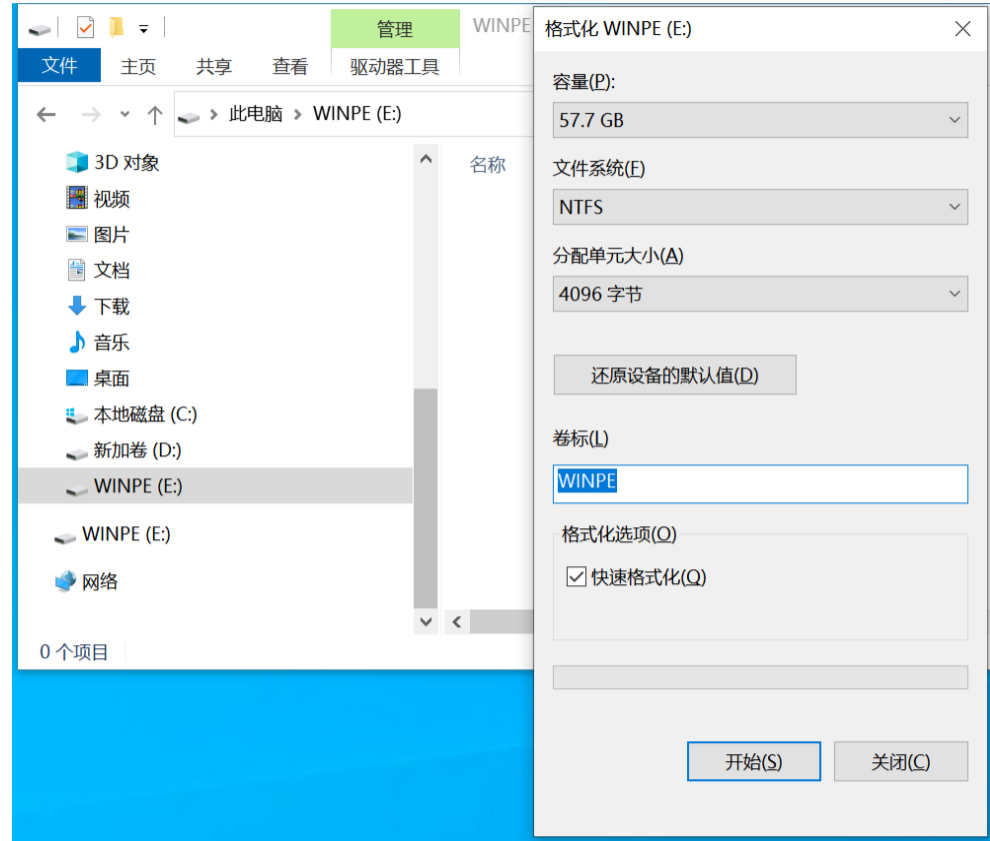 管理
WINPE
文件
主页
共享
查看
驱动器工具
此电脑
WINPE (E:)
3D 对象
视频
图片
文档
下载
音乐
桌面
本地磁盘 (C:)
新加卷 (D:)
WINPE (E:)
WINPE (E:)
网络
名称
0 个项目
格式化 WINPE (E:)
容量(P):
57.7 GB
文件系统(F)
NTFS
分配单元大小(A)
4096 字节
还原设备的默认值(D)
卷标(L)
WINPE
格式化选项(O)
快速格式化(Q)
开始(S)
关闭(C)